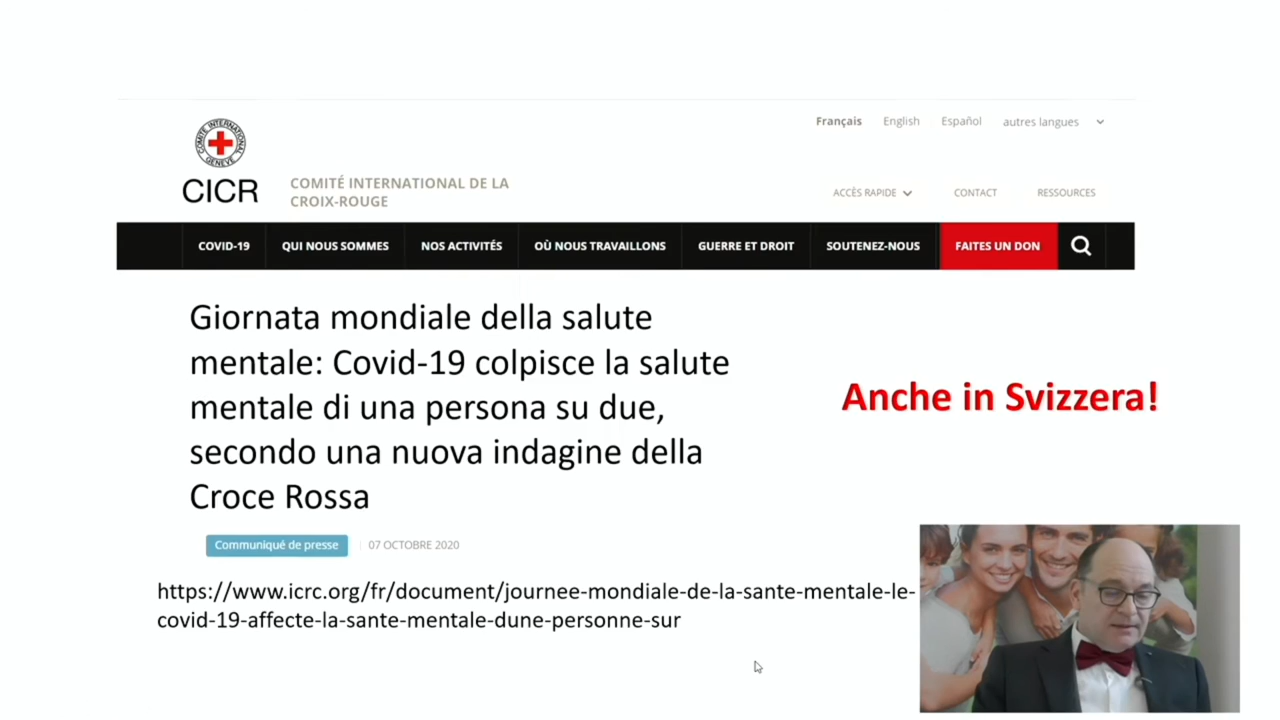 Français English Español autres langues
COMITÉ INTERNATIONAL GENEVE
CICR
COMITÉ INTERNATIONAL DE LA
CROIX-ROUGE
ACCÈS RAPIDE CONTACT RESSOURCES
COVID-19 QUI NOUS SOMMES NOS ACTIVITÉS OÙ NOUS TRAVAILLONS GUERRE ET DROIT SOUTENEZ-NOUS FAITES UN DON
Giornata mondiale della salute
mentale: Covid-19 colpisce la salute
mentale di una persona su due,
secondo una nuova indagine della
Croce Rossa
Anche in Svizzera!
Communiqué de presse 07 OCTOBRE 2020
https://www.icrc.org/fr/document/journee-mondiale-de-la-sante-mentale-le-
covid-19-affecte-la-sante-mentale-dune-personne-sur